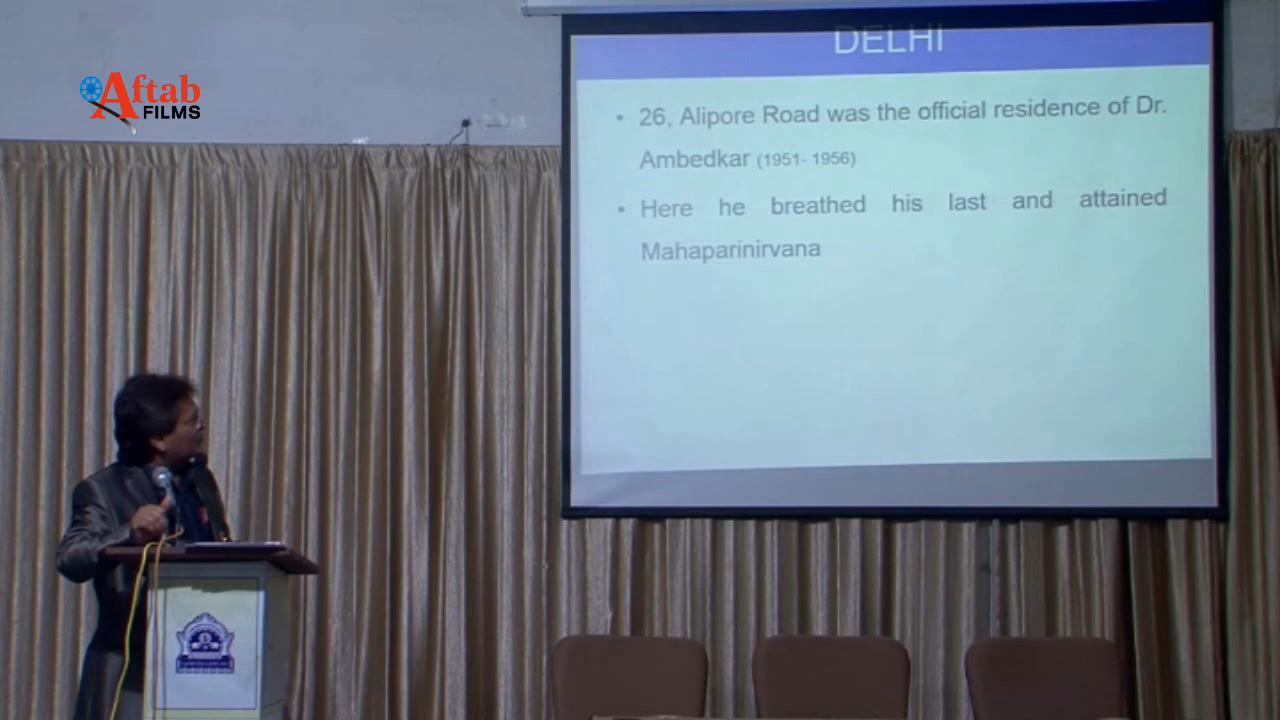 Aftab
FILMS
DELHI
• 26, Alipore Road was the official residence of Dr.
Ambedkar (1951- 1956)
• Here he breathed his last and attained
Mahaparinirvana